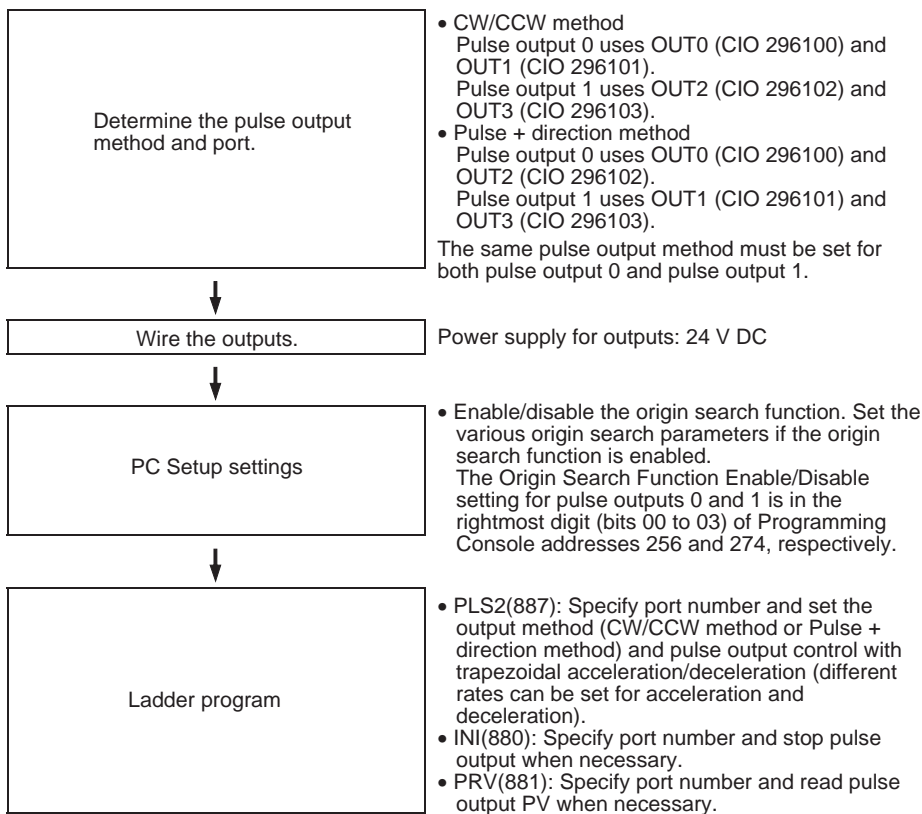 Determine the pulse output
method and port.
• CW/CCW method
Pulse output 0 uses OUT0 (CIO 296100) and
OUT1 (CIO 296101).
Pulse output 1 uses OUT2 (CIO 296102) and
OUT3 (CIO 296103).
• Pulse + direction method
Pulse output 0 uses OUT0 (CIO 296100) and
OUT2 (CIO 296102).
Pulse output 1 uses OUT1 (CIO 296101) and
OUT3 (CIO 296103).
The same pulse output method must be set for
both pulse output 0 and pulse output 1.
Wire the outputs.
Power supply for outputs: 24 V DC
PC Setup settings
• Enable/disable the origin search function. Set the
various origin search parameters if the origin
search function is enabled.
The Origin Search Function Enable/Disable
setting for pulse outputs 0 and 1 is in the
rightmost digit (bits 00 to 03) of Programming
Console addresses 256 and 274, respectively.
Ladder program
• PLS2(887): Specify port number and set the
output method (CW/CCW method or Pulse +
direction method) and pulse output control with
trapezoidal acceleration/deceleration (different
rates can be set for acceleration and
deceleration).
• INI(880): Specify port number and stop pulse
output when necessary.
• PRV(881): Specify port number and read pulse
output PV when necessary.